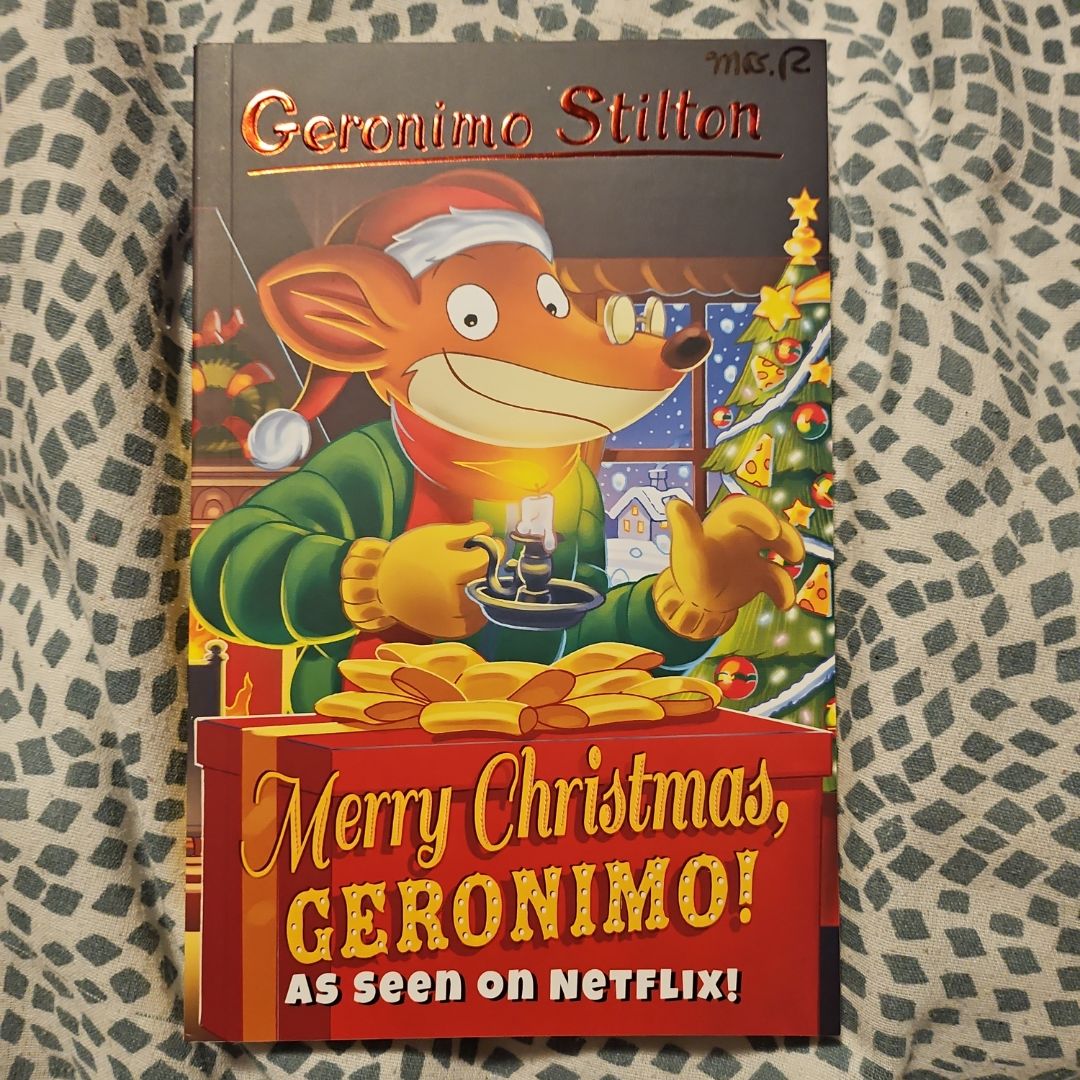 Mrs. R
Geronimo Stilton
Merry Christmas,
GERONIMO!
AS SEEN ON NETFLIX!